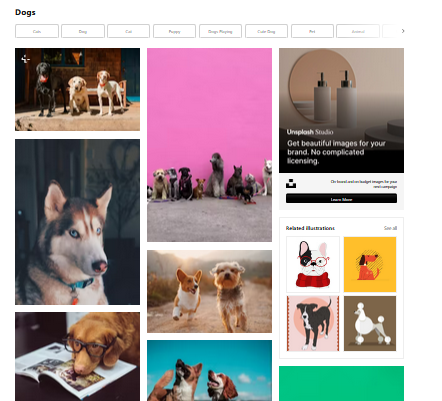 Dogs
Cats
Dog
Cat
Puppy
Dogs Playing
Cute Dog
Pet
Animal
Unsplash Studio
Get beautiful images for your
brand. No complicated
licensing.
On brand and on budget images for your
next campaign
Learn More
Related illustrations
See all